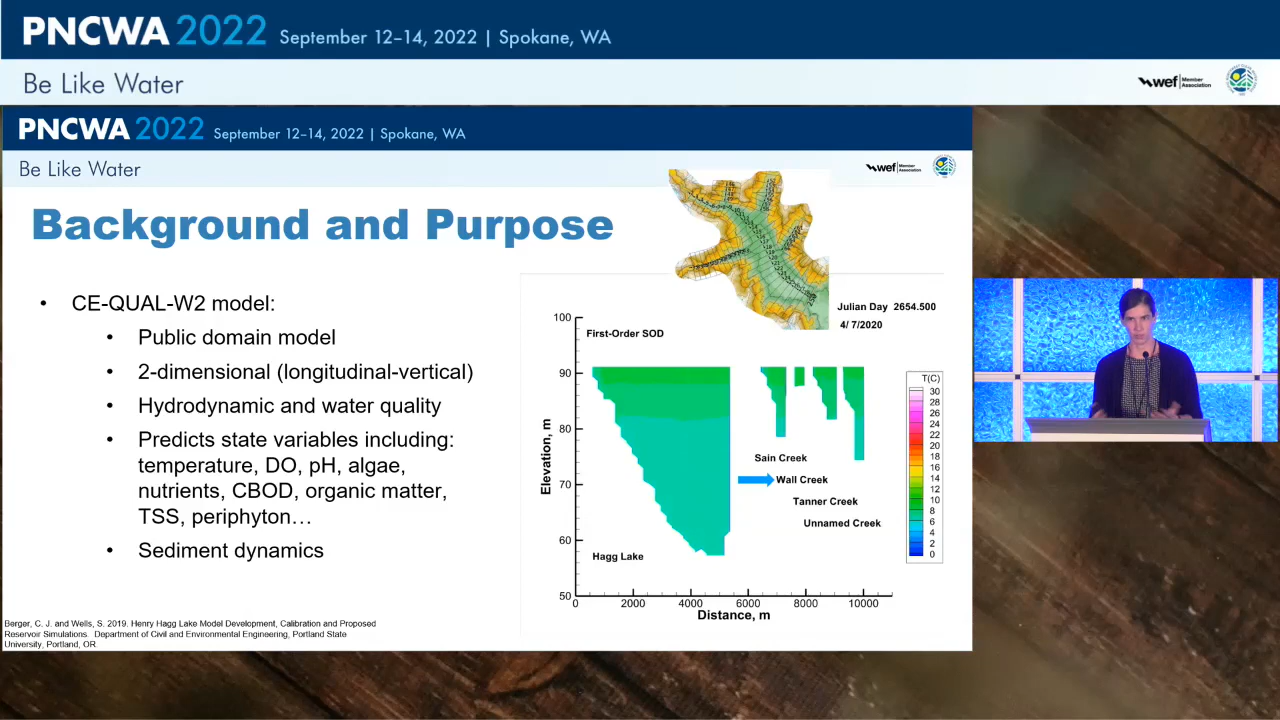 PNCWA 2022 September 12–14, 2022 | Spokane, WA
Be Like Water
wef Member Association
PNCWA 2022 September 12–14, 2022 | Spokane, WA
Be Like Water
wef Member Association
Background and Purpose
• CE-QUAL-W2 model:
• Public domain model
• 2-dimensional (longitudinal-vertical)
• Hydrodynamic and water quality
• Predicts state variables including:
temperature, DO, pH, algae,
nutrients, CBOD, organic matter,
TSS, periphyton…
• Sediment dynamics
Julian Day 2654.500
4/ 7/2020
First-Order SOD
Elevation, m
100
90
80
70
60
50
Hagg Lake
Sain Creek
Wall Creek
Tanner Creek
Unnamed Creek
0 2000 4000 6000 8000 10000
Distance, m
T(C)
30
28
26
24
22
20
18
16
14
12
10
8
6
4
2
0
Berger, C. J. and Wells, S. 2019. Henry Hagg Lake Model Development, Calibration and Proposed
Reservoir Simulations. Department of Civil and Environmental Engineering, Portland State
University, Portland, OR